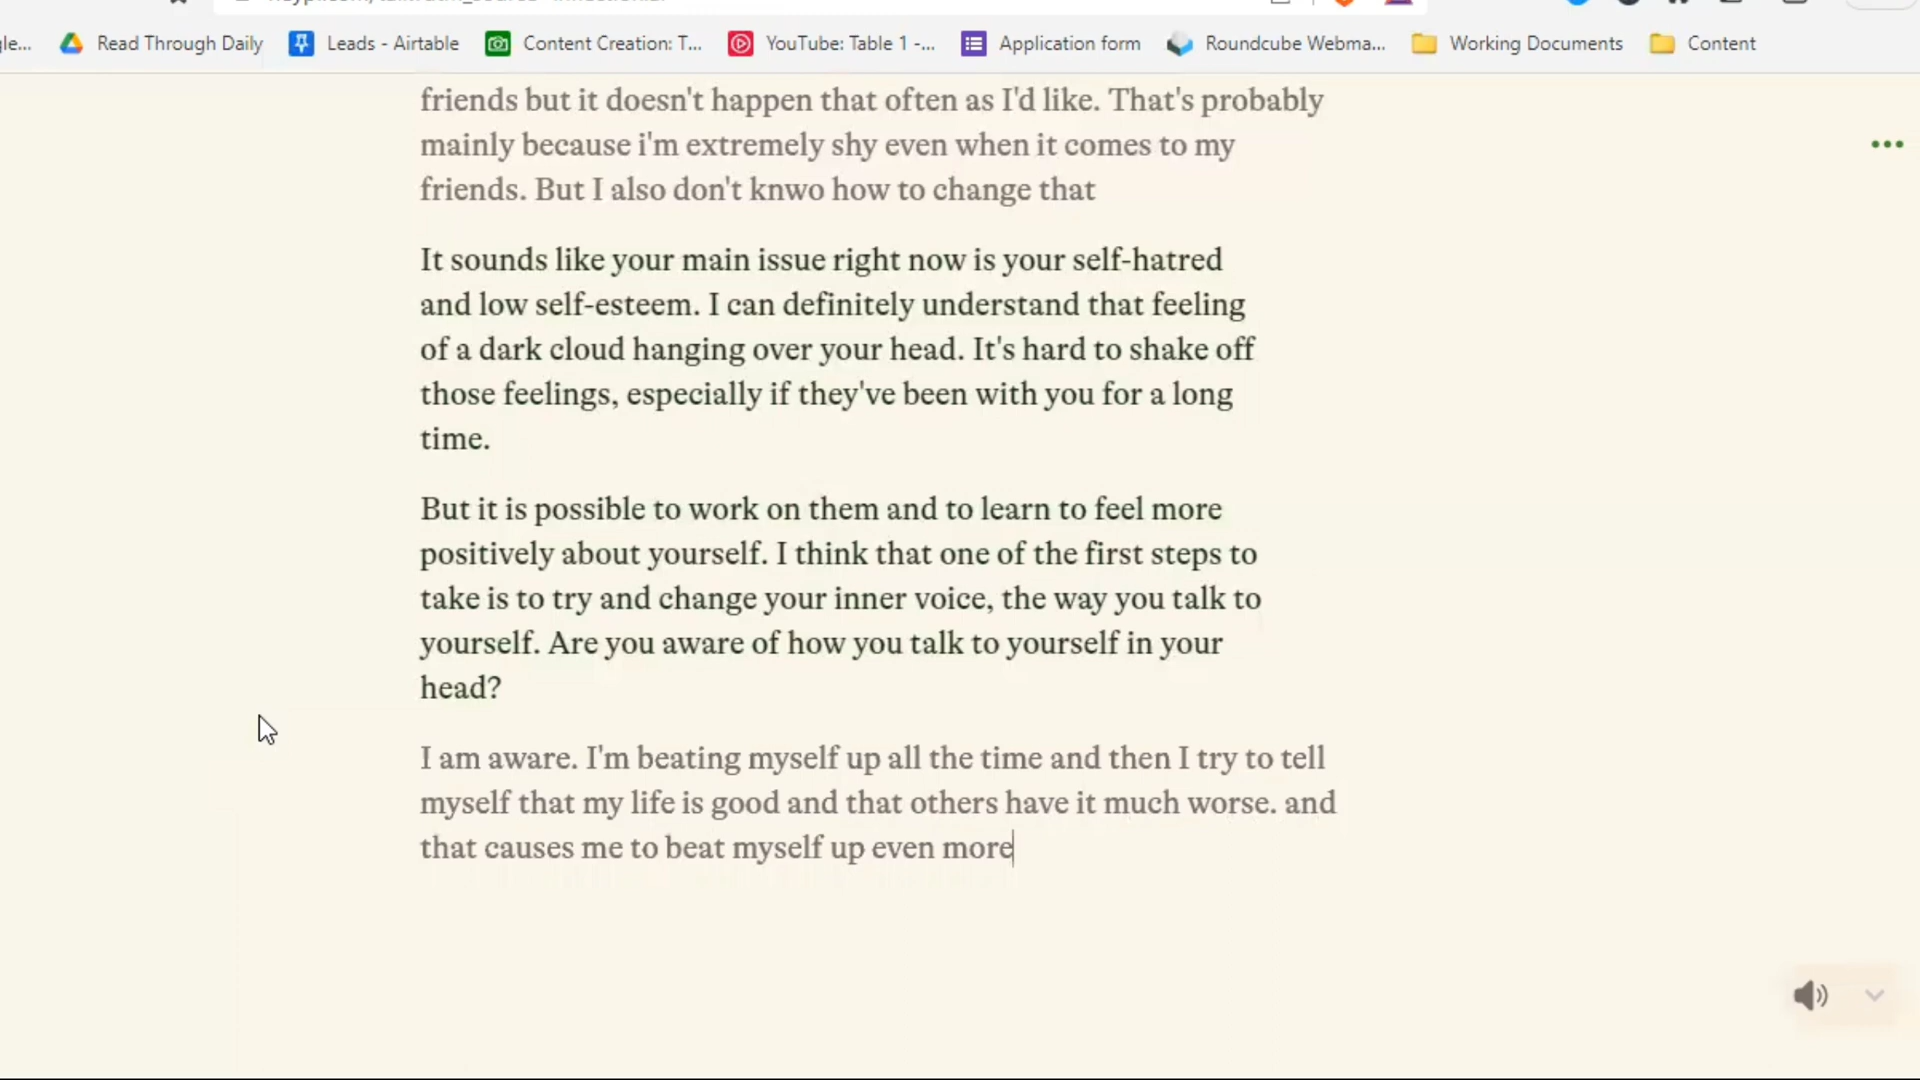 Read Through Daily
Leads - Airtable
Content Creation: T...
YouTube: Table 1 -...
Application form
Roundcube Webma...
Working Documents
Content
friends but it doesn't happen that often as I'd like. That's probably
mainly because i'm extremely shy even when it comes to my
friends. But I also don't knwo how to change that
It sounds like your main issue right now is your self-hatred
and low self-esteem. I can definitely understand that feeling
of a dark cloud hanging over your head. It's hard to shake off
those feelings, especially if they've been with you for a long
time.
But it is possible to work on them and to learn to feel more
positively about yourself. I think that one of the first steps to
take is to try and change your inner voice, the way you talk to
yourself. Are you aware of how you talk to yourself in your
head?
I am aware. I'm beating myself up all the time and then I try to tell
myself that my life is good and that others have it much worse. and
that causes me to beat myself up even more